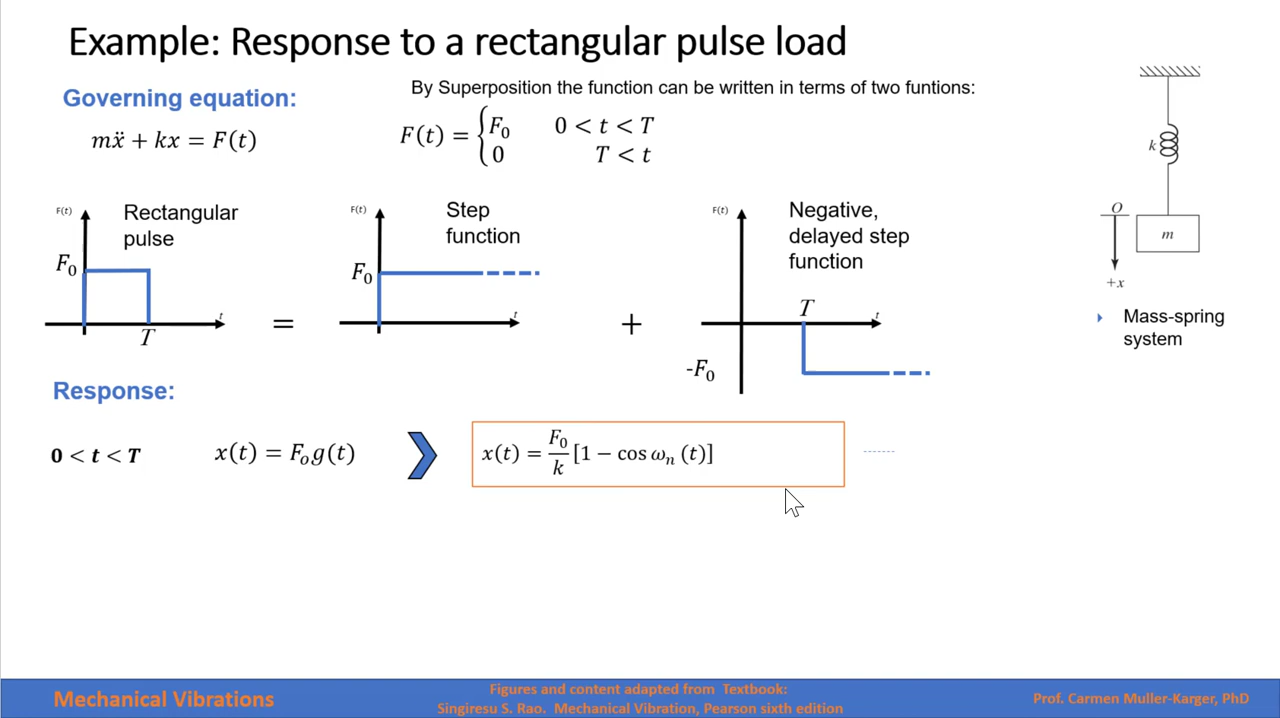 Example: Response to a rectangular pulse load
Governing equation:
mẍ + kx = F(t)
By Superposition the function can be written in terms of two funtions:
F(t) = { F₀ 0 < t < T
0 T < t
F(t)
Rectangular
pulse
F₀
t
T
=
F(t)
Step
function
F₀
t
+
F(t)
Negative,
delayed step
function
T
t
-F₀
k
O
m
+x
Mass-spring
system
Response:
0 < t < T x(t) = Fₒg(t) x(t) = F₀/k [1 − cos ωₙ (t)]
Mechanical Vibrations
Figures and content adapted from Textbook:
Singiresu S. Rao. Mechanical Vibration, Pearson sixth edition
Prof. Carmen Muller-Karger, PhD